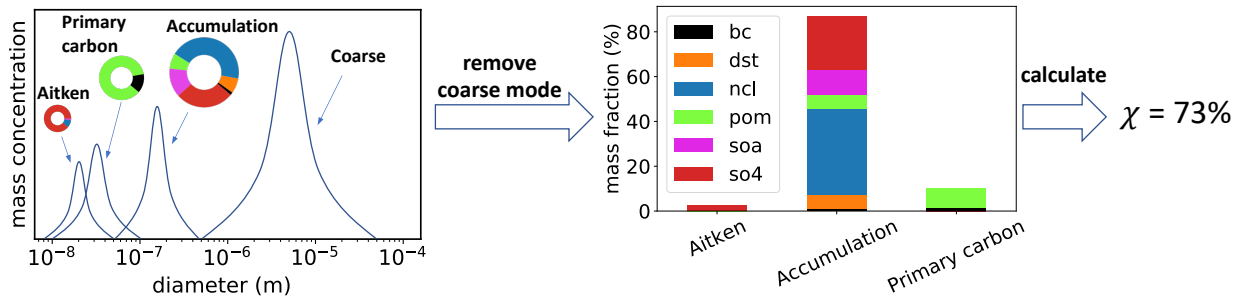 mass concentration
Aitken
Primary
carbon
Accumulation
Coarse
10⁻⁸
10⁻⁷
10⁻⁶
10⁻⁵
10⁻⁴
diameter (m)
remove
coarse mode
mass fraction (%)
80
60
40
20
0
bc
dst
ncl
pom
soa
so4
Aitken
Accumulation
Primary carbon
calculate
χ = 73%